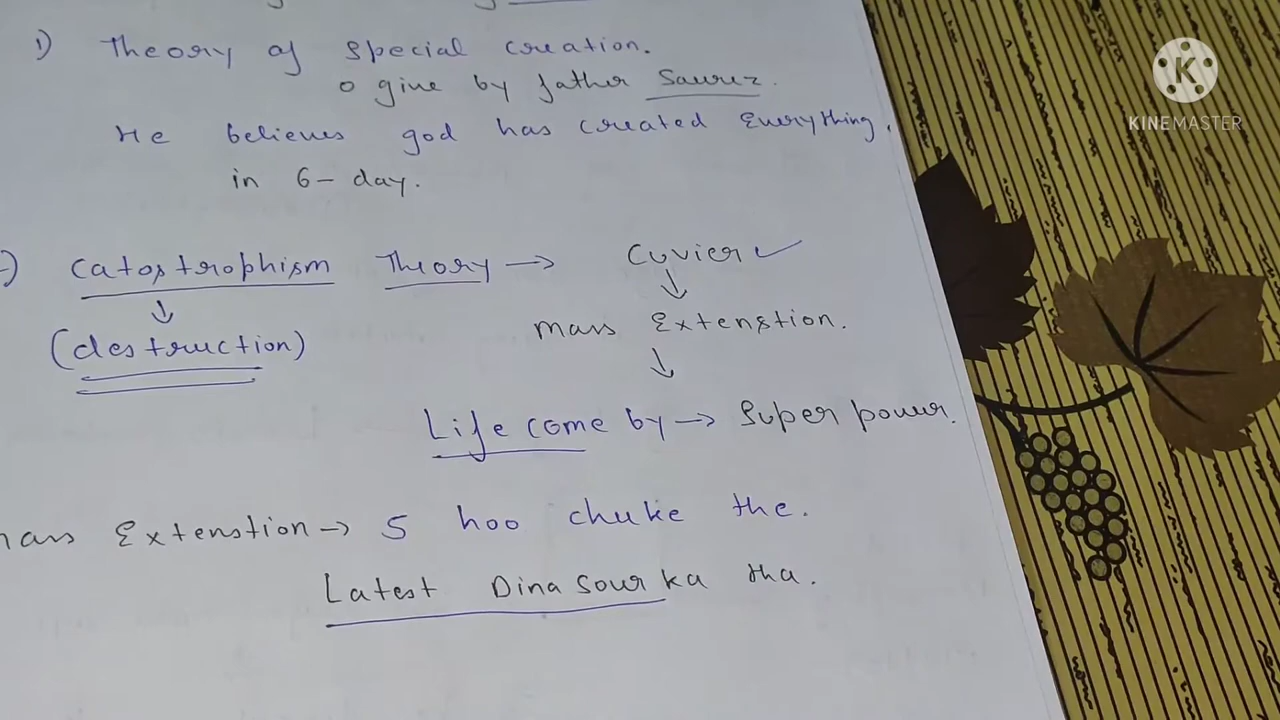 1) Theory of special creation.
o give by father Saurez.
He believes god has created Everything.
in 6-day.
-) Catostrophism Theory → Cuvier ✓
↓
↓
(destruction)
mass Extenstion.
↓
Life come by → Super power.
mass Extenstion → 5 hoo chuke the.
Latest Dinasour ka tha.
K
KINEMASTER